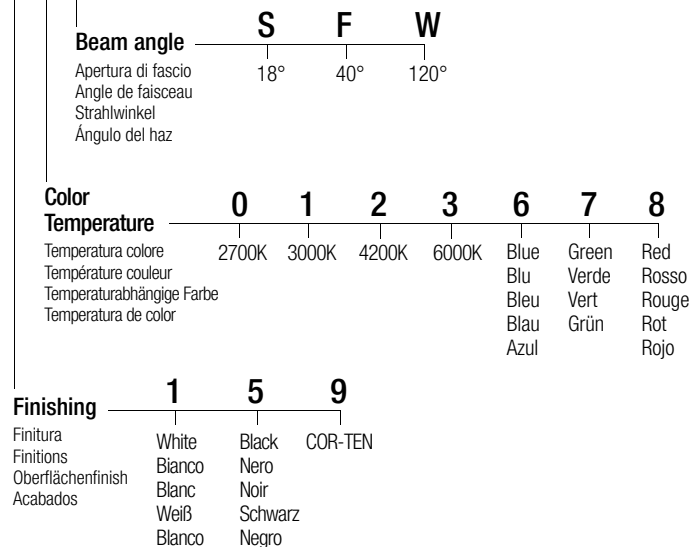 S F W
Beam angle
18° 40° 120°
Apertura di fascio
Angle de faisceau
Strahlwinkel
Ángulo del haz
Color
Temperature
0 1 2 3 6 7 8
Temperatura colore
Température couleur
Temperaturabhängige Farbe
Temperatura de color
2700K 3000K 4200K 6000K Blue Green Red
Blu Verde Rosso
Bleu Vert Rouge
Blau Grün Rot
Azul Rojo
1 5 9
Finishing
Finitura
Finitions
Oberflächenfinish
Acabados
White Black COR-TEN
Bianco Nero
Blanc Noir
Weiß Schwarz
Blanco Negro